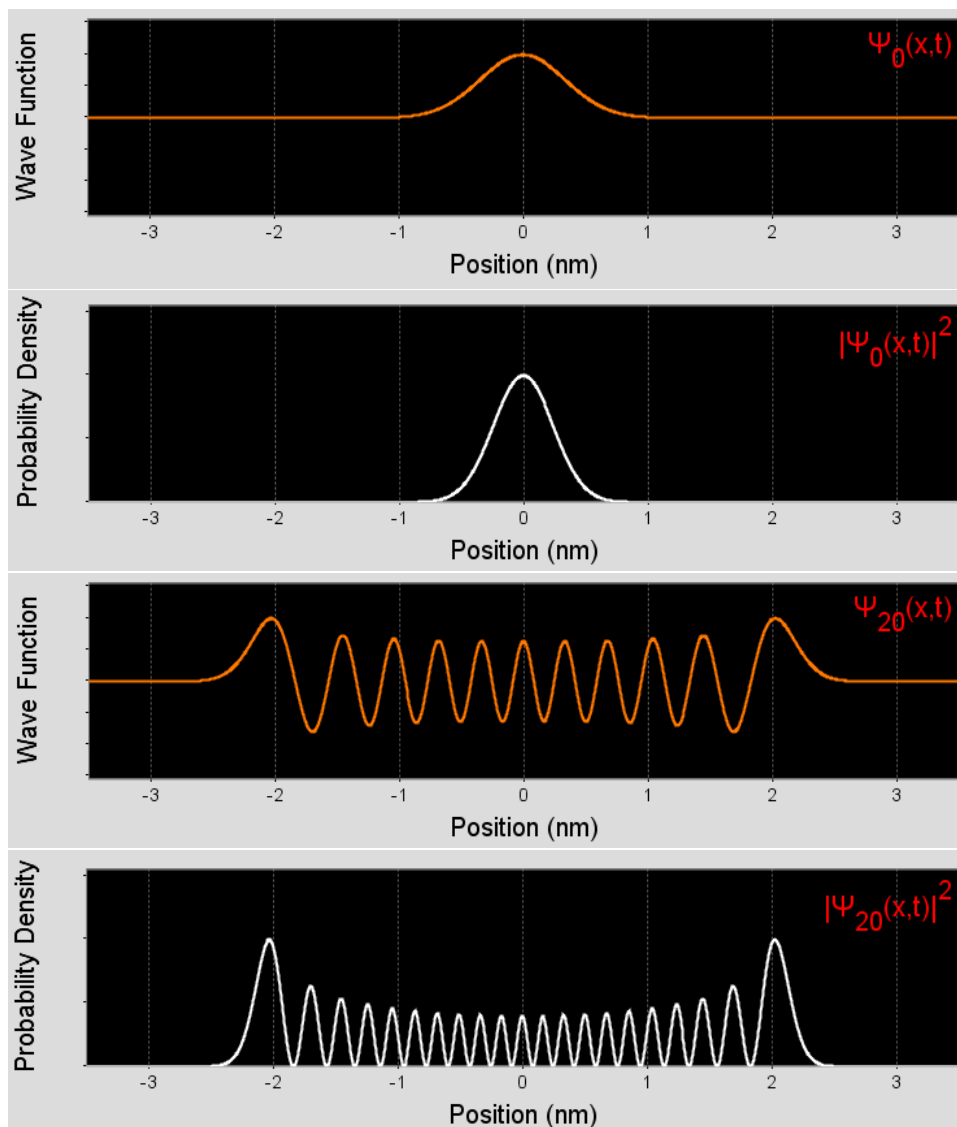 Wave Function
Ψ0(x,t)
-3 -2 -1 0 1 2 3
Position (nm)
Probability Density
|Ψ0(x,t)|2
-3 -2 -1 0 1 2 3
Position (nm)
Wave Function
Ψ20(x,t)
-3 -2 -1 0 1 2 3
Position (nm)
Probability Density
|Ψ20(x,t)|2
-3 -2 -1 0 1 2 3
Position (nm)